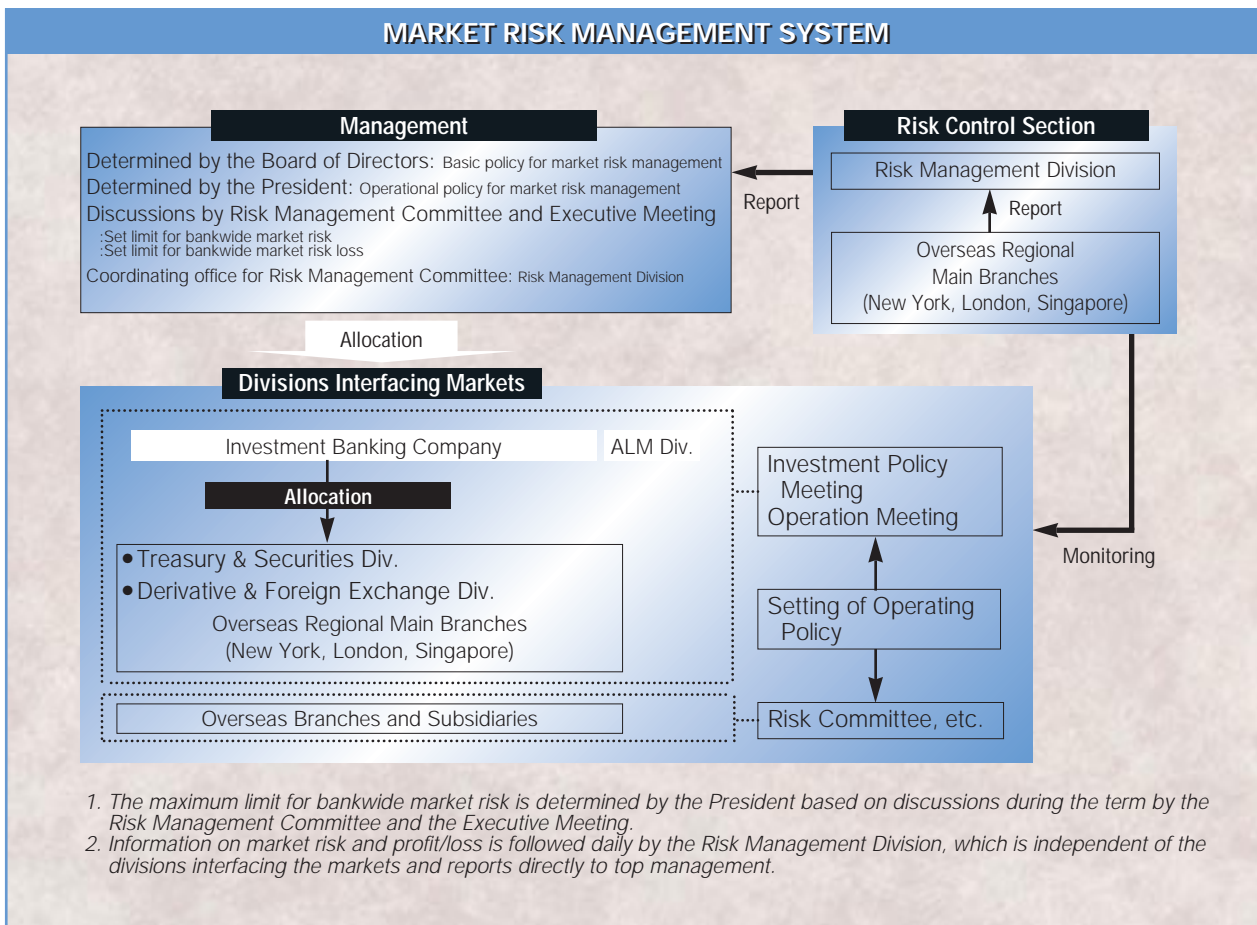 MARKET RISK MANAGEMENT SYSTEM
Management
Determined by the Board of Directors: Basic policy for market risk management
Determined by the President: Operational policy for market risk management
Discussions by Risk Management Committee and Executive Meeting
:Set limit for bankwide market risk
:Set limit for bankwide market risk loss
Coordinating office for Risk Management Committee: Risk Management Division
Report
Risk Control Section
Risk Management Division
Report
Overseas Regional
Main Branches
(New York, London, Singapore)
Allocation
Divisions Interfacing Markets
Investment Banking Company
ALM Div.
Allocation
• Treasury & Securities Div.
• Derivative & Foreign Exchange Div.
Overseas Regional Main Branches
(New York, London, Singapore)
Overseas Branches and Subsidiaries
Investment Policy
Meeting
Operation Meeting
Setting of Operating
Policy
Risk Committee, etc.
Monitoring
1. The maximum limit for bankwide market risk is determined by the President based on discussions during the term by the
Risk Management Committee and the Executive Meeting.
2. Information on market risk and profit/loss is followed daily by the Risk Management Division, which is independent of the
divisions interfacing the markets and reports directly to top management.